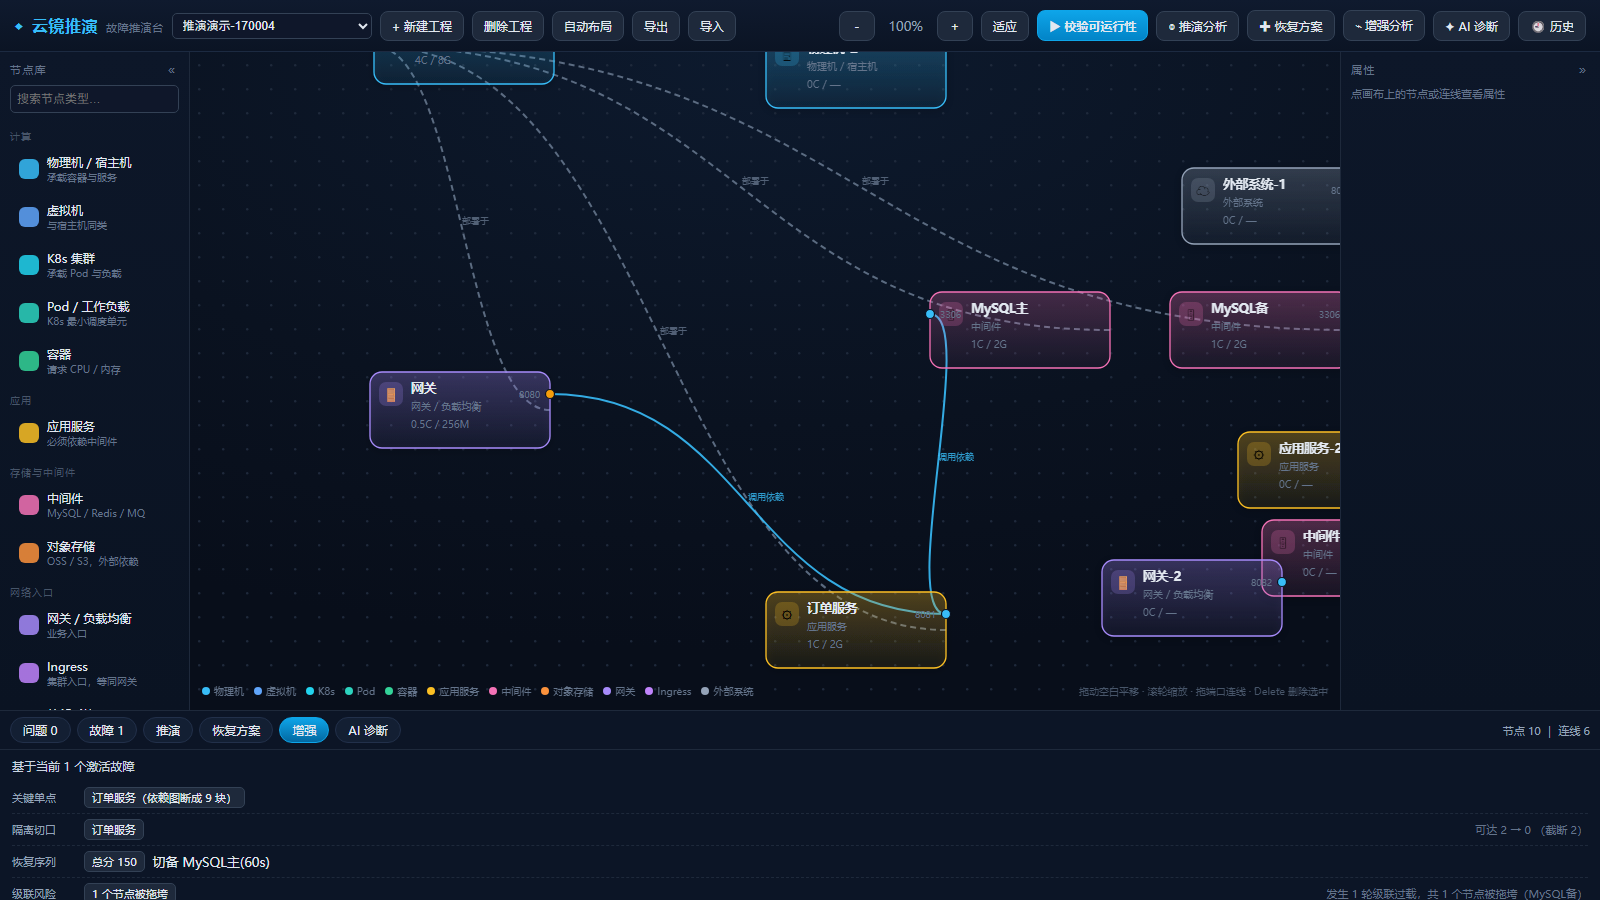 云镜推演 故障推演台 推演演示-170004 + 新建工程 删除工程 自动布局 导出 导入 - 100% + 适应 ▶ 校验可运行性 推演分析 ✚ 恢复方案 增强分析 ✦ AI 诊断 历史
节点库 «
搜索节点类型...
计算
物理机 / 宿主机
承载容器与服务
虚拟机
与宿主机同类
K8s 集群
承载 Pod 与负载
Pod / 工作负载
K8s 最小调度单元
容器
请求 CPU / 内存
应用
应用服务
必须依赖中间件
存储与中间件
中间件
MySQL / Redis / MQ
对象存储
OSS / S3，外部依赖
网络入口
网关 / 负载均衡
业务入口
Ingress
集群入口，等同网关
4C / 8G
物理机 / 宿主机
0C / —
部署于
部署于
部署于
部署于
外部系统-1
外部系统
0C / —
MySQL主
3306
中间件
1C / 2G
MySQL备
3306
中间件
1C / 2G
网关
8080
网关 / 负载均衡
0.5C / 256M
调用依赖
调用依赖
应用服务-2
应用服务
0C / —
中间件
中间件
0C / —
网关-2
8082
网关 / 负载均衡
0C / —
订单服务
8081
应用服务
1C / 2G
物理机 虚拟机 K8s Pod 容器 应用服务 中间件 对象存储 网关 Ingress 外部系统
拖动空白平移 · 滚轮缩放 · 拖端口连线 · Delete 删除选中
属性 »
点画布上的节点或连线查看属性
问题 0 故障 1 推演 恢复方案 增强 AI 诊断
节点 10 | 连线 6
基于当前 1 个激活故障
关键单点 订单服务（依赖图断成 9 块）
隔离切口 订单服务 可达 2 → 0 （截断 2）
恢复序列 总分 150 切备 MySQL主(60s)
级联风险 1 个节点被拖垮 发生 1 轮级联过载，共 1 个节点被拖垮（MySQL备）